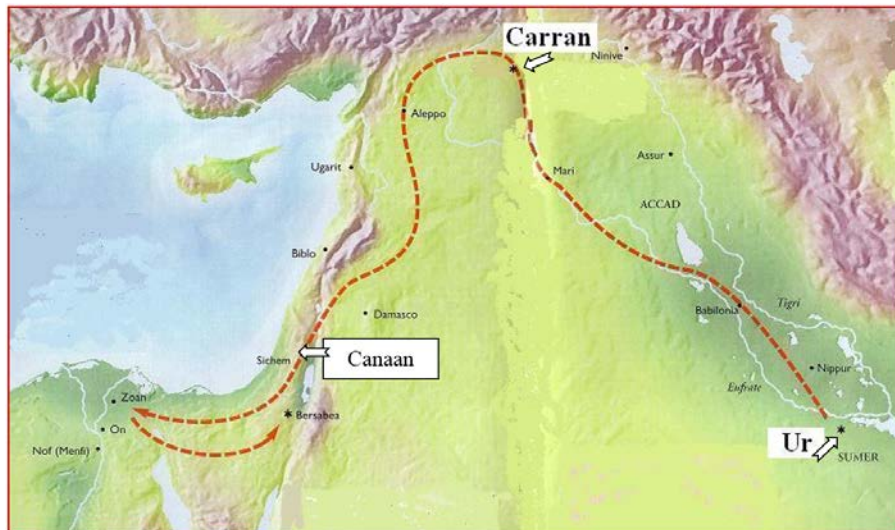 Carran
Ninive
Aleppo
Ugarit
Assur
Mari
ACCAD
Biblo
Damasco
Babilonia
Tigri
Sichem
Canaan
Nippur
Eufrate
Zoan
Bersabea
On
Nof (Menfi)
Ur
SUMER